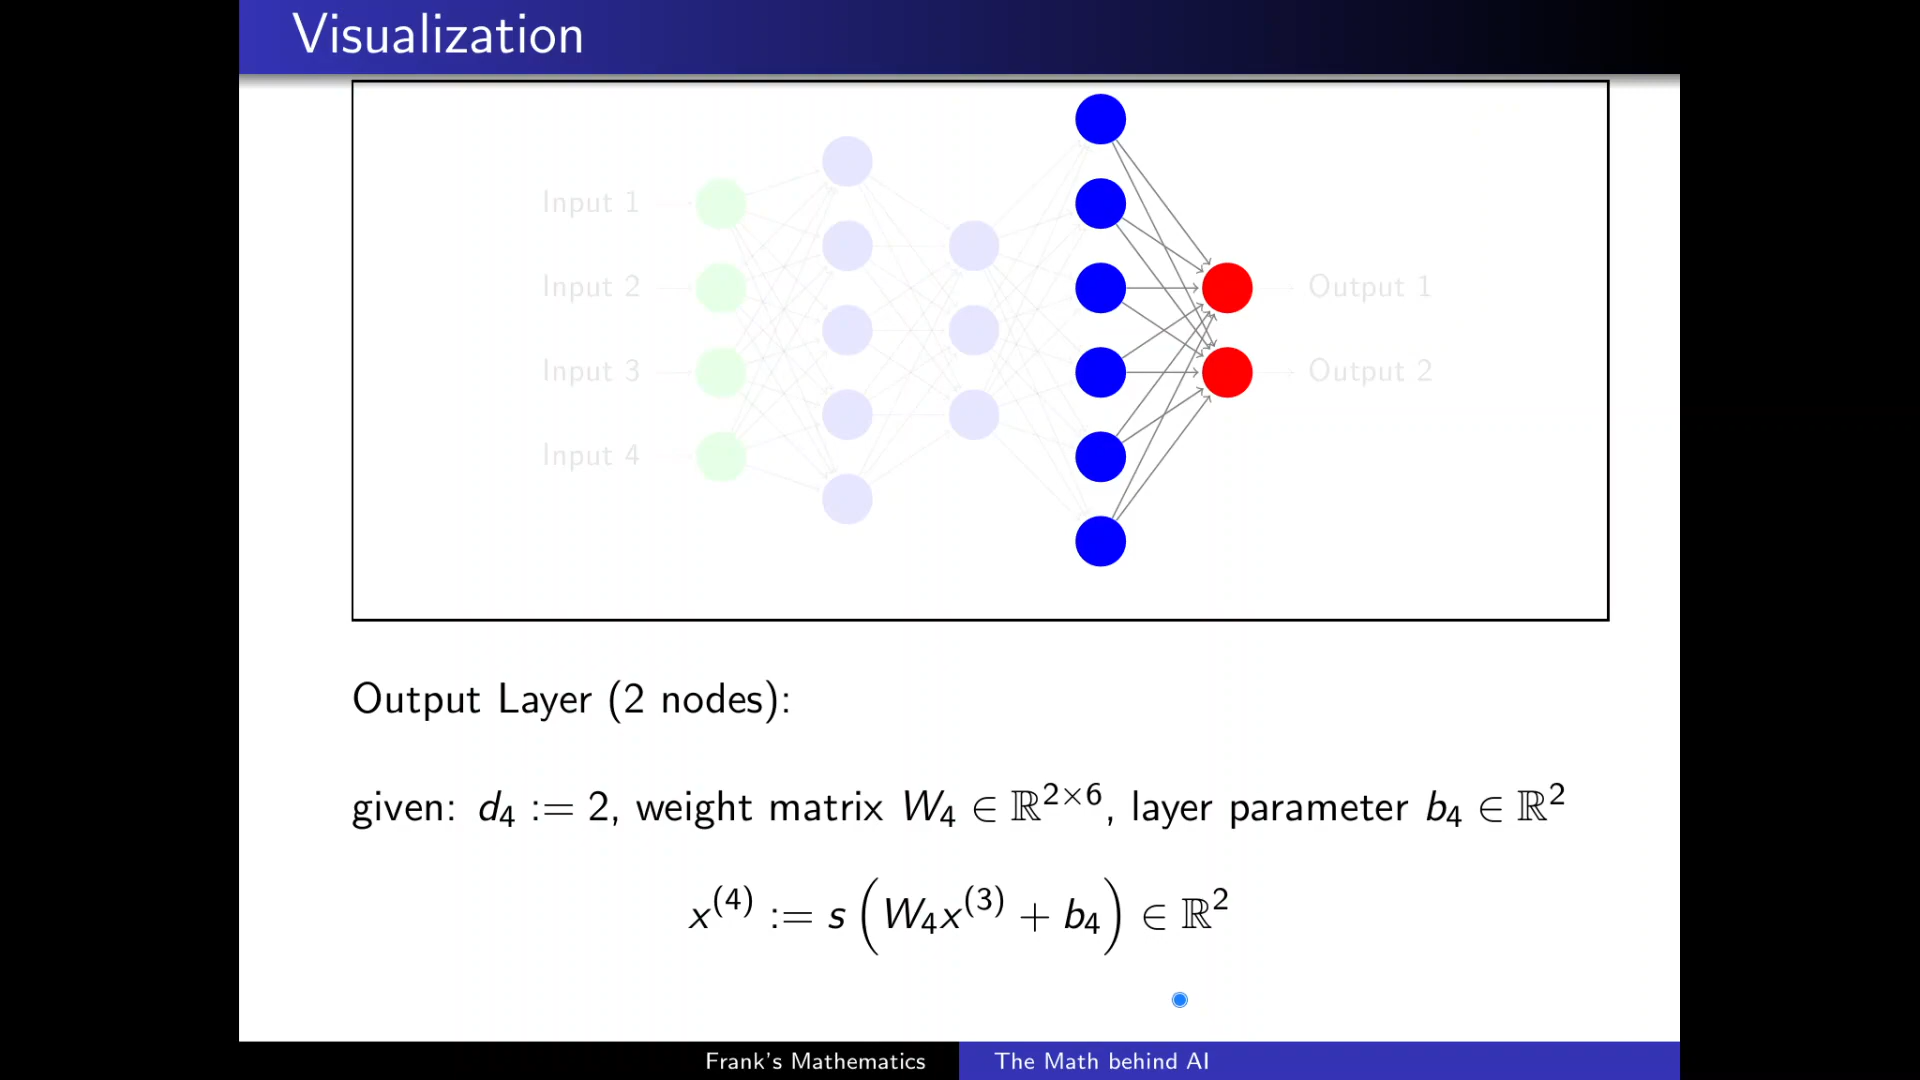 Visualization
Input 1
Input 2
Input 3
Input 4
Output 1
Output 2
Output Layer (2 nodes):
given: d₄ := 2, weight matrix W₄ ∈ ℝ²ˣ⁶, layer parameter b₄ ∈ ℝ²
x⁽⁴⁾ := s (W₄x⁽³⁾ + b₄) ∈ ℝ²
Frank's Mathematics
The Math behind AI